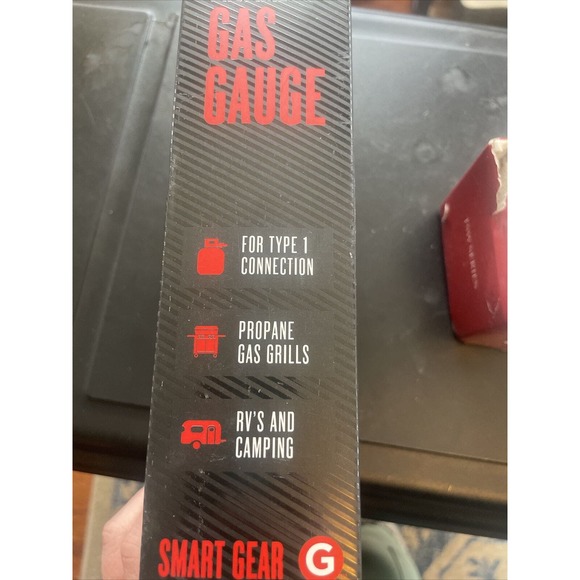 GAS
GAUGE
FOR TYPE 1
CONNECTION
PROPANE
GAS GRILLS
RV'S AND
CAMPING
SMART GEAR G